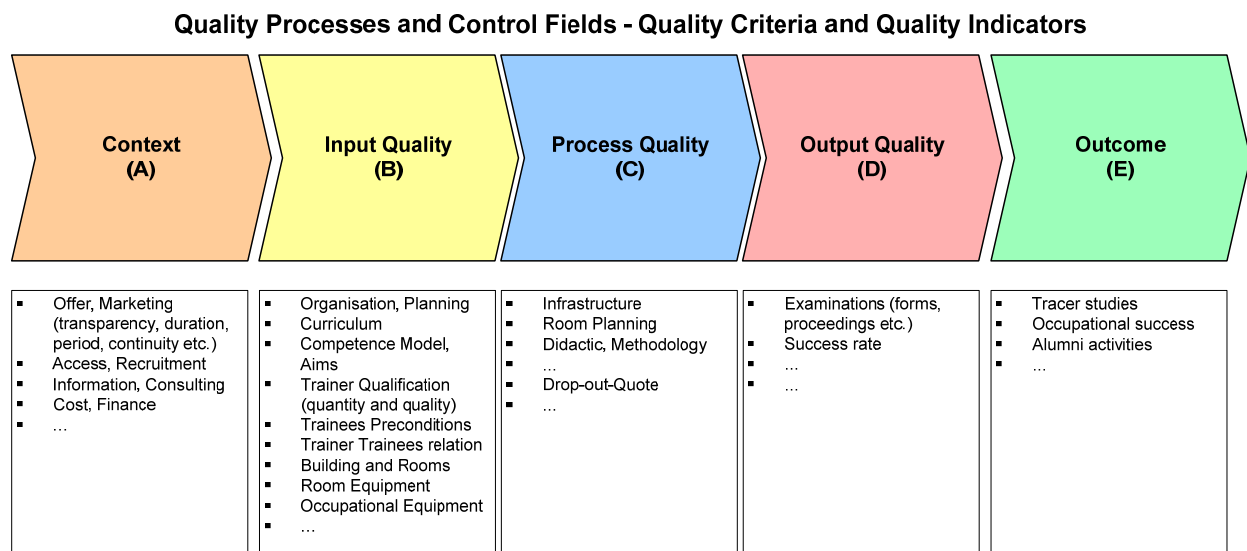 Quality Processes and Control Fields - Quality Criteria and Quality Indicators
Context
(A)
Input Quality
(B)
Process Quality
(C)
Output Quality
(D)
Outcome
(E)
▪ Offer, Marketing
(transparency, duration,
period, continuity etc.)
▪ Access, Recruitment
▪ Information, Consulting
▪ Cost, Finance
▪ ...
▪ Organisation, Planning
▪ Curriculum
▪ Competence Model,
Aims
▪ Trainer Qualification
(quantity and quality)
▪ Trainees Preconditions
▪ Trainer Trainees relation
▪ Building and Rooms
▪ Room Equipment
▪ Occupational Equipment
▪ ...
▪ Infrastructure
▪ Room Planning
▪ Didactic, Methodology
▪ ...
▪ Drop-out-Quote
▪ ...
▪ Examinations (forms,
proceedings etc.)
▪ Success rate
▪ ...
▪ ...
▪ Tracer studies
▪ Occupational success
▪ Alumni activities
▪ ...